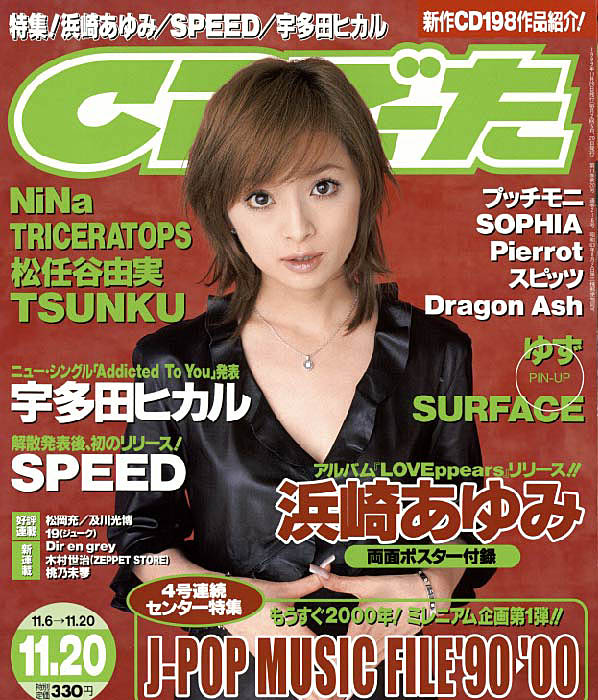 特集!浜崎あゆみ/SPEED/宇多田ヒカル
新作CD198作品紹介!
CDでーた
NiNa
TRICERATOPS
松任谷由実
TSUNKU
プッチモニ
SOPHIA
Pierrot
スピッツ
Dragon Ash
ゆず
PIN-UP
SURFACE
ニュー・シングル「Addicted To You」発表
宇多田ヒカル
解散発表後、初のリリース!
SPEED
アルバム『LOVEppears』リリース!!
浜崎あゆみ
両面ポスター付録
好評連載
松岡充/及川光博
19(ジューク)
Dir en grey
新連載
木村世治(ZEPPET STORE)
桃乃未琴
4号連続
センター特集
もうすぐ2000年! ミレニアム企画第1弾!!
J-POP MUSIC FILE'90→'00
11.6→11.20
11.20
特別定価330円